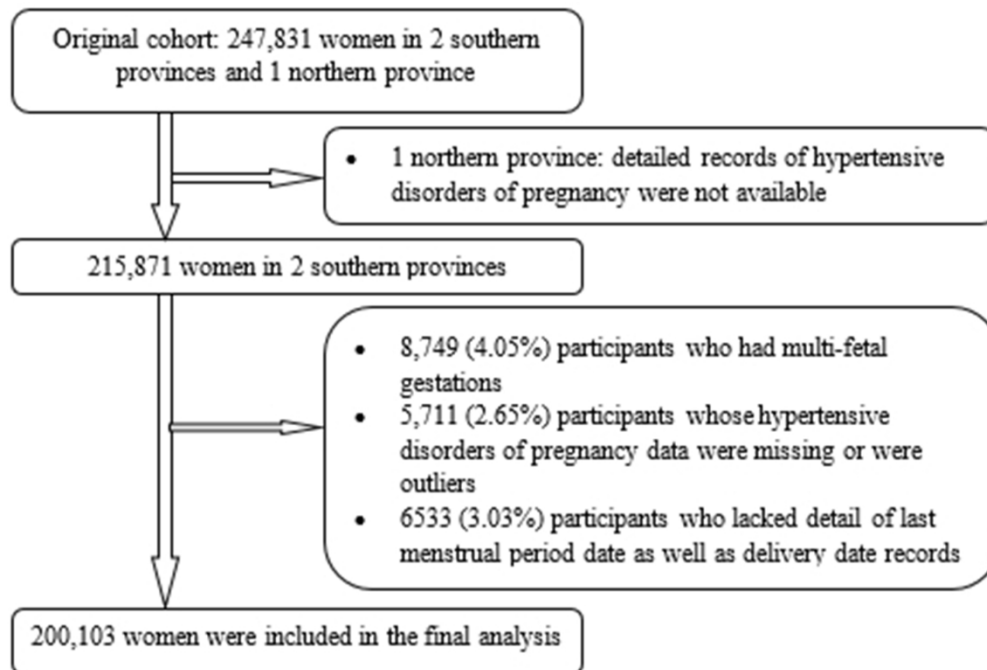 Original cohort: 247,831 women in 2 southern
provinces and 1 northern province
• 1 northern province: detailed records of hypertensive
disorders of pregnancy were not available
215,871 women in 2 southern provinces
• 8,749 (4.05%) participants who had multi-fetal
gestations
• 5,711 (2.65%) participants whose hypertensive
disorders of pregnancy data were missing or were
outliers
• 6533 (3.03%) participants who lacked detail of last
menstrual period date as well as delivery date records
200,103 women were included in the final analysis